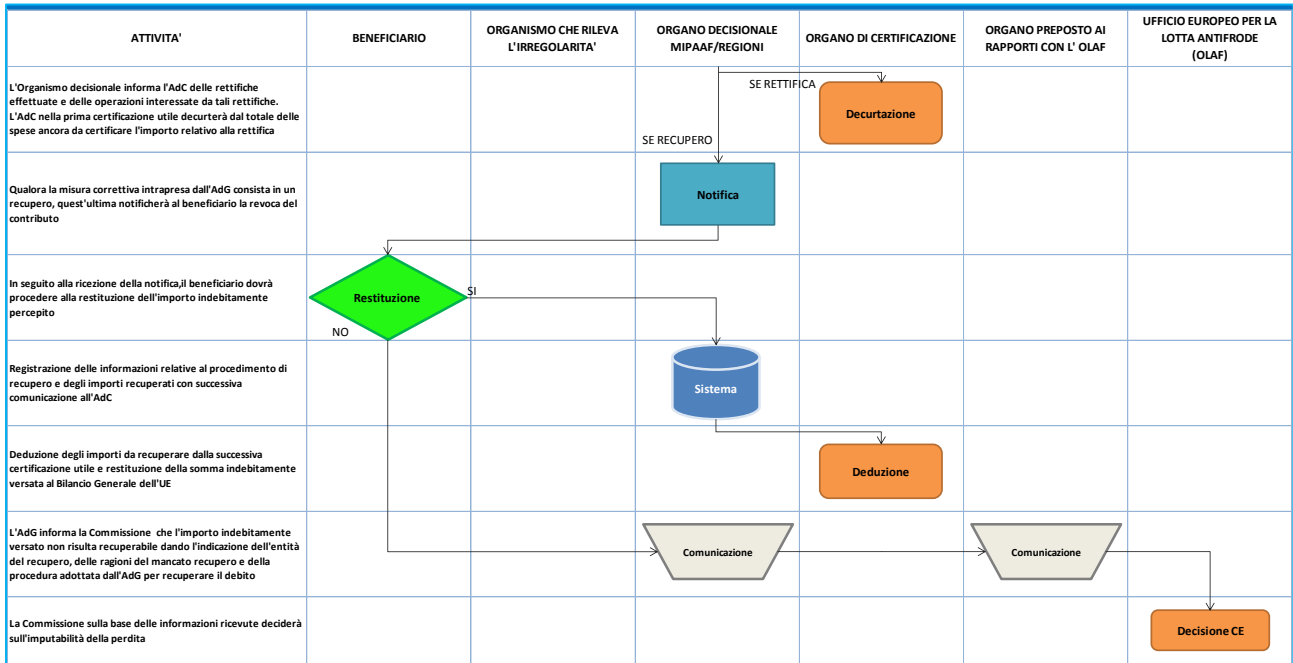 ATTIVITA'
BENEFICIARIO
ORGANISMO CHE RILEVA
L'IRREGOLARITA'
ORGANO DECISIONALE
MIPAAF/REGIONI
ORGANO DI CERTIFICAZIONE
ORGANO PREPOSTO AI
RAPPORTI CON L' OLAF
UFFICIO EUROPEO PER LA
LOTTA ANTIFRODE
(OLAF)
L'Organismo decisionale informa l'AdC delle rettifiche
effettuate e delle operazioni interessate da tali rettifiche.
L'AdC nella prima certificazione utile decurterà dal totale delle
spese ancora da certificare l'importo relativo alla rettifica
SE RETTIFICA
Decurtazione
SE RECUPERO
Qualora la misura correttiva intrapresa dall'AdG consista in un
recupero, quest'ultima notificherà al beneficiario la revoca del
contributo
Notifica
In seguito alla ricezione della notifica,il beneficiario dovrà
procedere alla restituzione dell'importo indebitamente
percepito
Restituzione
SI
NO
Registrazione delle informazioni relative al procedimento di
recupero e degli importi recuperati con successiva
comunicazione all'AdC
Sistema
Deduzione degli importi da recuperare dalla successiva
certificazione utile e restituzione della somma indebitamente
versata al Bilancio Generale dell'UE
Deduzione
L'AdG informa la Commissione che l'importo indebitamente
versato non risulta recuperabile dando l'indicazione dell'entità
del recupero, delle ragioni del mancato recupero e della
procedura adottata dall'AdG per recuperare il debito
Comunicazione
Comunicazione
La Commissione sulla base delle informazioni ricevute deciderà
sull'imputabilità della perdita
Decisione CE